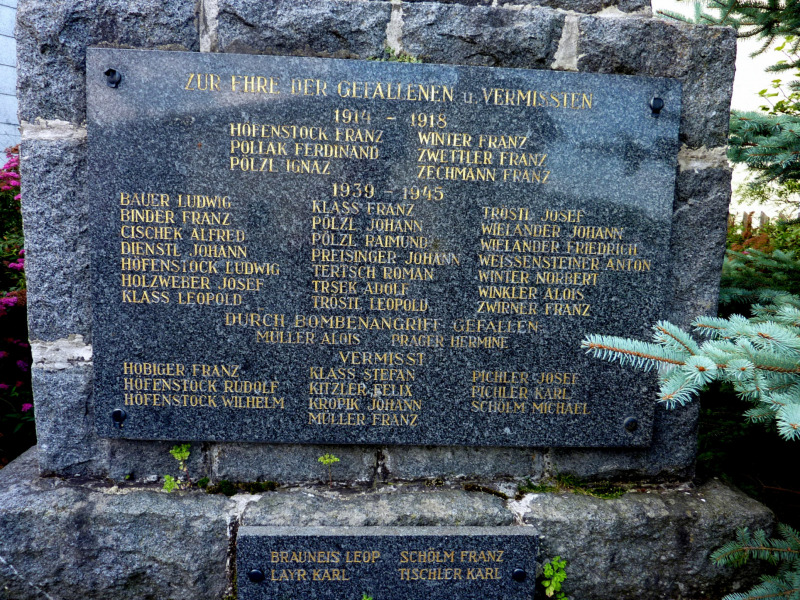 ZUR EHRE DER GEFALLENEN u. VERMISSTEN
1914 - 1918
HOFENSTOCK FRANZ
POLLAK FERDINAND
PÖLZL IGNAZ
WINTER FRANZ
ZWETTLER FRANZ
ZECHMANN FRANZ
1939 - 1945
BAUER LUDWIG
BINDER FRANZ
CISCHEK ALFRED
DIENSTL JOHANN
HOFENSTOCK LUDWIG
HOLZWEBER JOSEF
KLASS LEOPOLD
KLASS FRANZ
PÖLZL JOHANN
PÖLZL RAIMUND
PREISINGER JOHANN
TERTSCH ROMAN
TRSEK ADOLF
TRÖSTL LEOPOLD
TRÖSTL JOSEF
WIELANDER JOHANN
WIELANDER FRIEDRICH
WEISSENSTEINER ANTON
WINTER NORBERT
WINKLER ALOIS
ZWIRNER FRANZ
DURCH BOMBENANGRIFF GEFALLEN:
MÜLLER ALOIS PRAGER HERMINE
VERMISST
HOBIGER FRANZ
HOFENSTOCK RUDOLF
HOFENSTOCK WILHELM
KLASS STEFAN
KITZLER FELIX
KROPIK JOHANN
MÜLLER FRANZ
PICHLER JOSEF
PICHLER KARL
SCHÖLM MICHAEL
BRAUNEIS LEOP
LAYR KARL
SCHÖLM FRANZ
TISCHLER KARL